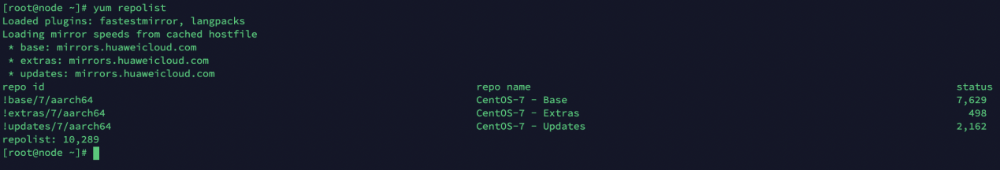 [root@node ~]# yum repolist
Loaded plugins: fastestmirror, langpacks
Loading mirror speeds from cached hostfile
 * base: mirrors.huaweicloud.com
 * extras: mirrors.huaweicloud.com
 * updates: mirrors.huaweicloud.com
repo id repo name status
!base/7/aarch64 CentOS-7 - Base 7,629
!extras/7/aarch64 CentOS-7 - Extras 498
!updates/7/aarch64 CentOS-7 - Updates 2,162
repolist: 10,289
[root@node ~]#